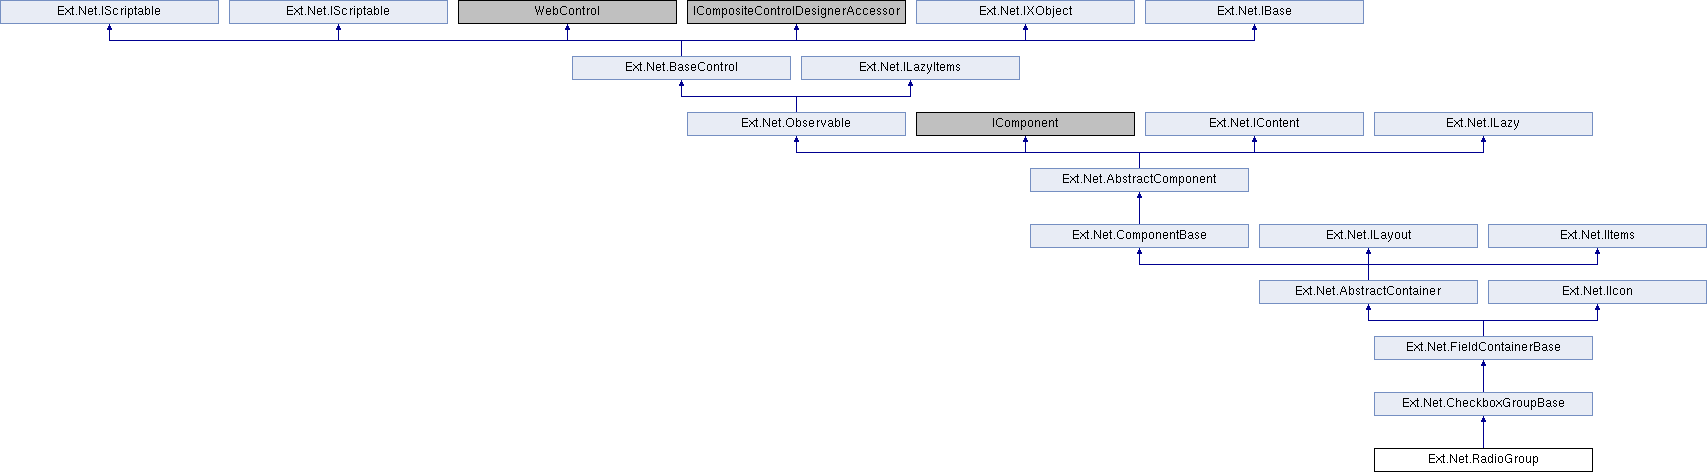 Ext.Net.IScriptable
Ext.Net.IScriptable
WebControl
ICompositeControlDesignerAccessor
Ext.Net.IXObject
Ext.Net.IBase
Ext.Net.BaseControl
Ext.Net.ILazyItems
Ext.Net.Observable
IComponent
Ext.Net.IContent
Ext.Net.ILazy
Ext.Net.AbstractComponent
Ext.Net.ComponentBase
Ext.Net.ILayout
Ext.Net.IItems
Ext.Net.AbstractContainer
Ext.Net.IIcon
Ext.Net.FieldContainerBase
Ext.Net.CheckboxGroupBase
Ext.Net.RadioGroup